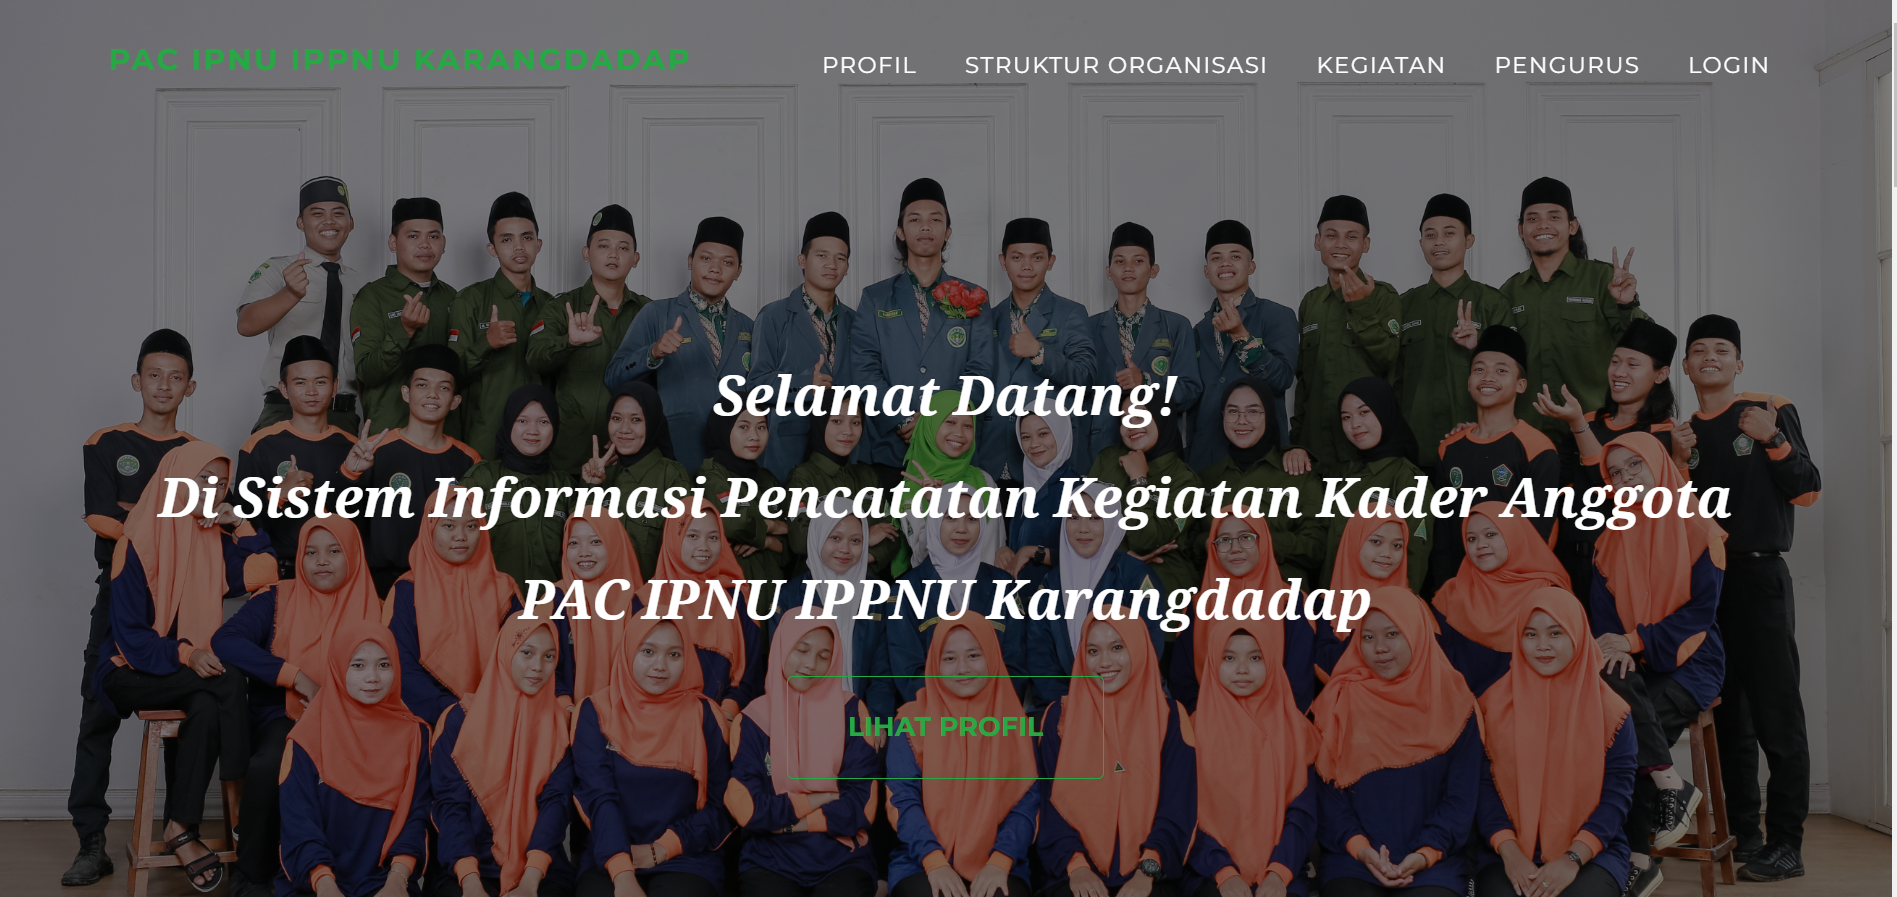 PAC IPNU IPPNU KARANGDADAP
PROFIL
STRUKTUR ORGANISASI
KEGIATAN
PENGURUS
LOGIN
Selamat Datang!
Di Sistem Informasi Pencatatan Kegiatan Kader Anggota
PAC IPNU IPPNU Karangdadap
LIHAT PROFIL